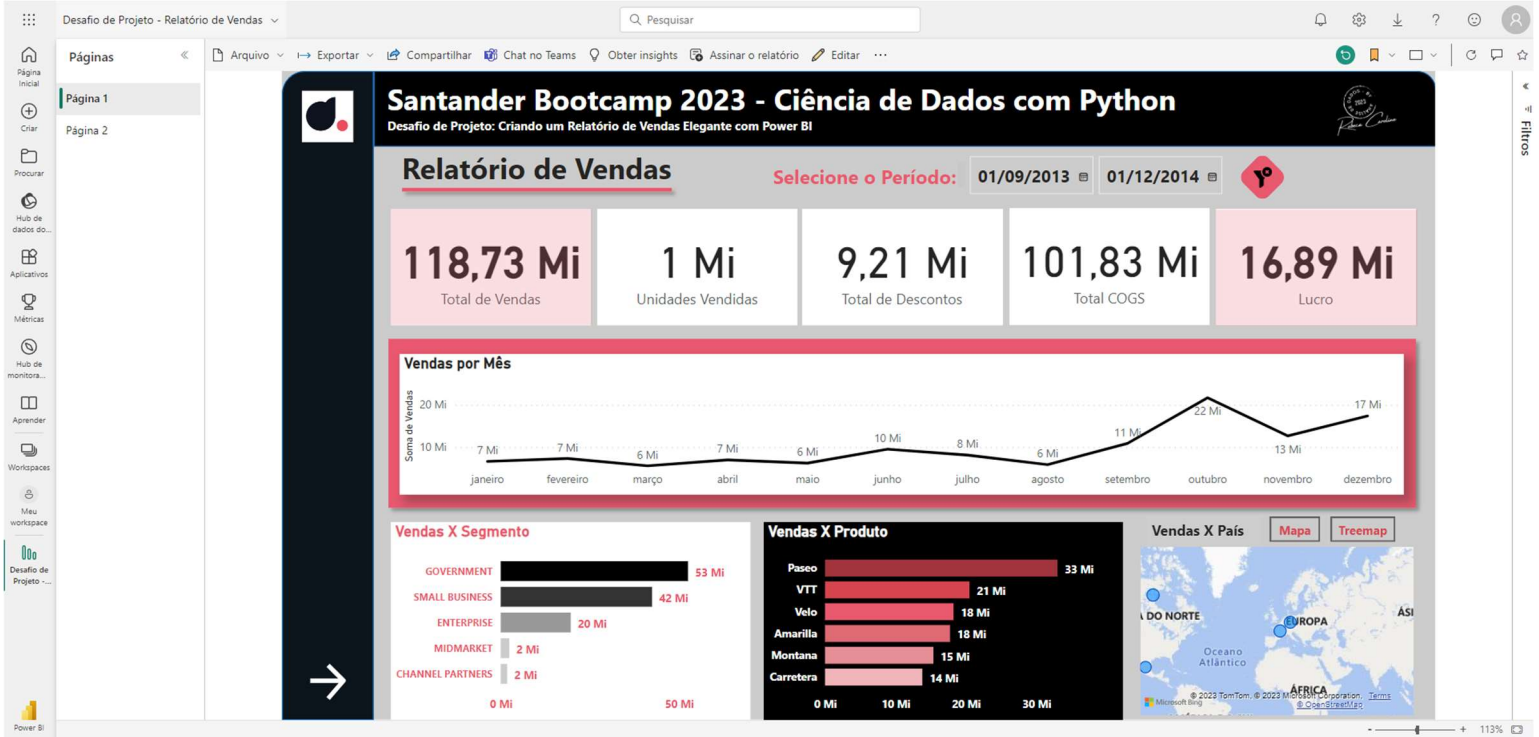 Desafio de Projeto - Relatório de Vendas
Pesquisar
Página Inicial
Criar
Procurar
Hub de dados do...
Aplicativos
Métricas
Hub de monitora...
Aprender
Workspaces
Meu workspace
Desafio de Projeto -...
Power BI
Páginas
Página 1
Página 2
Arquivo
Exportar
Compartilhar
Chat no Teams
Obter insights
Assinar o relatório
Editar
Filtros
Santander Bootcamp 2023 - Ciência de Dados com Python
Desafio de Projeto: Criando um Relatório de Vendas Elegante com Power BI
2023
Relatório de Vendas
Selecione o Período:
01/09/2013
01/12/2014
118,73 Mi
Total de Vendas
1 Mi
Unidades Vendidas
9,21 Mi
Total de Descontos
101,83 Mi
Total COGS
16,89 Mi
Lucro
Vendas por Mês
Soma de Vendas
20 Mi
10 Mi
7 Mi
7 Mi
6 Mi
7 Mi
6 Mi
10 Mi
8 Mi
6 Mi
11 Mi
22 Mi
13 Mi
17 Mi
janeiro fevereiro março abril maio junho julho agosto setembro outubro novembro dezembro
Vendas X Segmento
GOVERNMENT 53 Mi
SMALL BUSINESS 42 Mi
ENTERPRISE 20 Mi
MIDMARKET 2 Mi
CHANNEL PARTNERS 2 Mi
0 Mi 50 Mi
Vendas X Produto
Paseo 33 Mi
VTT 21 Mi
Velo 18 Mi
Amarilla 18 Mi
Montana 15 Mi
Carretera 14 Mi
0 Mi 10 Mi 20 Mi 30 Mi
Vendas X País
Mapa
Treemap
DO NORTE
EUROPA
ÁSI
Oceano
Atlântico
ÁFRICA
Microsoft Bing
© 2023 TomTom, © 2023 Microsoft Corporation, Terms
© OpenStreetMap
113%